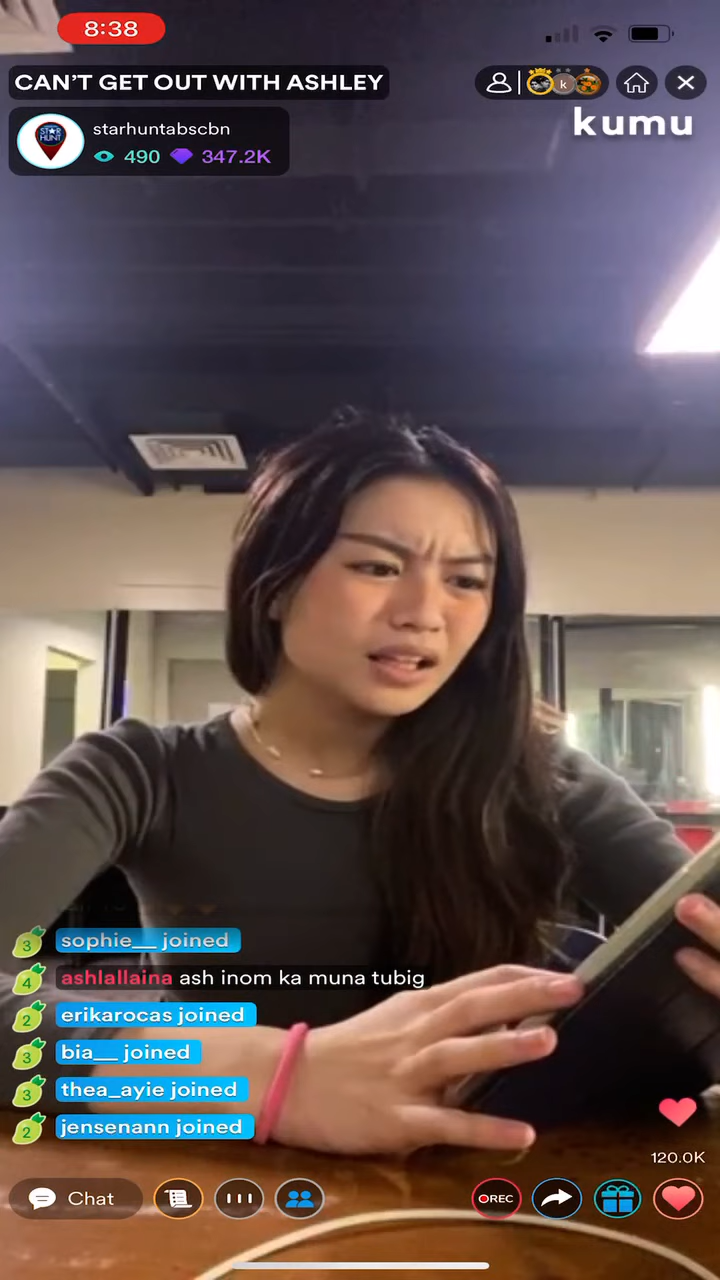 8:38
CAN'T GET OUT WITH ASHLEY
k
kumu
STAR HUNT
starhuntabscbn
490 347.2K
3 sophie__ joined
4 ashlallaina ash inom ka muna tubig
2 erikarocas joined
3 bia__ joined
3 thea_ayie joined
2 jensenann joined
120.0K
Chat
REC